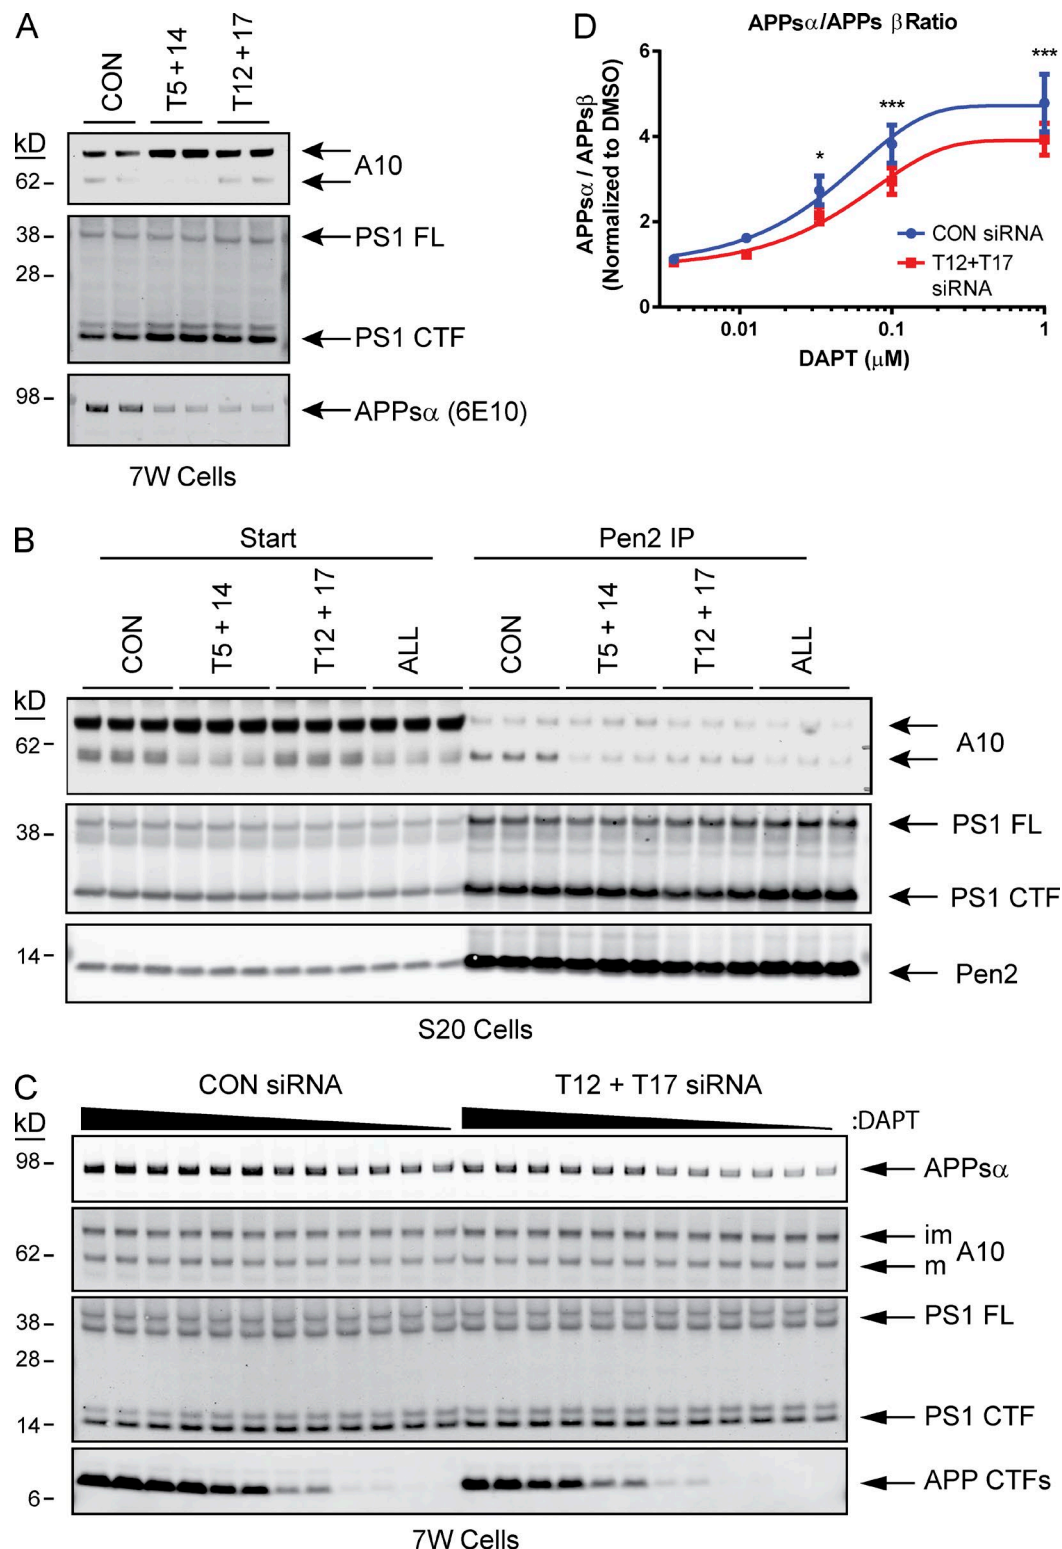 A
CON
T5 + 14
T12 + 17
kD
62
38
28
98
A10
PS1 FL
PS1 CTF
APPsα (6E10)
7W Cells
D
APPsα/APPs βRatio
APPsα / APPsβ
(Normalized to DMSO)
6
4
2
0
*
***
***
CON siRNA
T12+T17
siRNA
0.01
0.1
1
DAPT (μM)
B
Start
Pen2 IP
CON
T5 + 14
T12 + 17
ALL
CON
T5 + 14
T12 + 17
ALL
kD
62
38
14
A10
PS1 FL
PS1 CTF
Pen2
S20 Cells
C
CON siRNA
T12 + T17 siRNA
:DAPT
kD
98
62
38
28
14
6
APPsα
im
A10
m
PS1 FL
PS1 CTF
APP CTFs
7W Cells